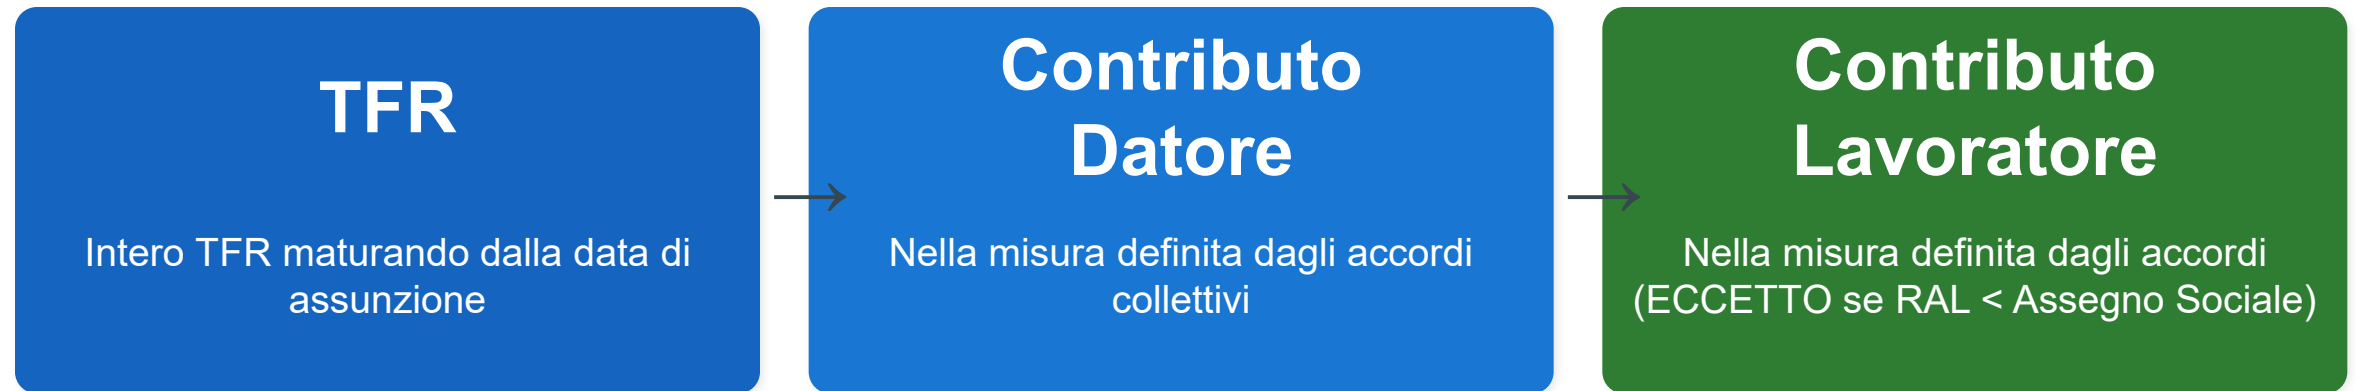 TFR
Intero TFR maturando dalla data di
assunzione
Contributo
Datore
Nella misura definita dagli accordi
collettivi
Contributo
Lavoratore
Nella misura definita dagli accordi
(ECCETTO se RAL < Assegno Sociale)